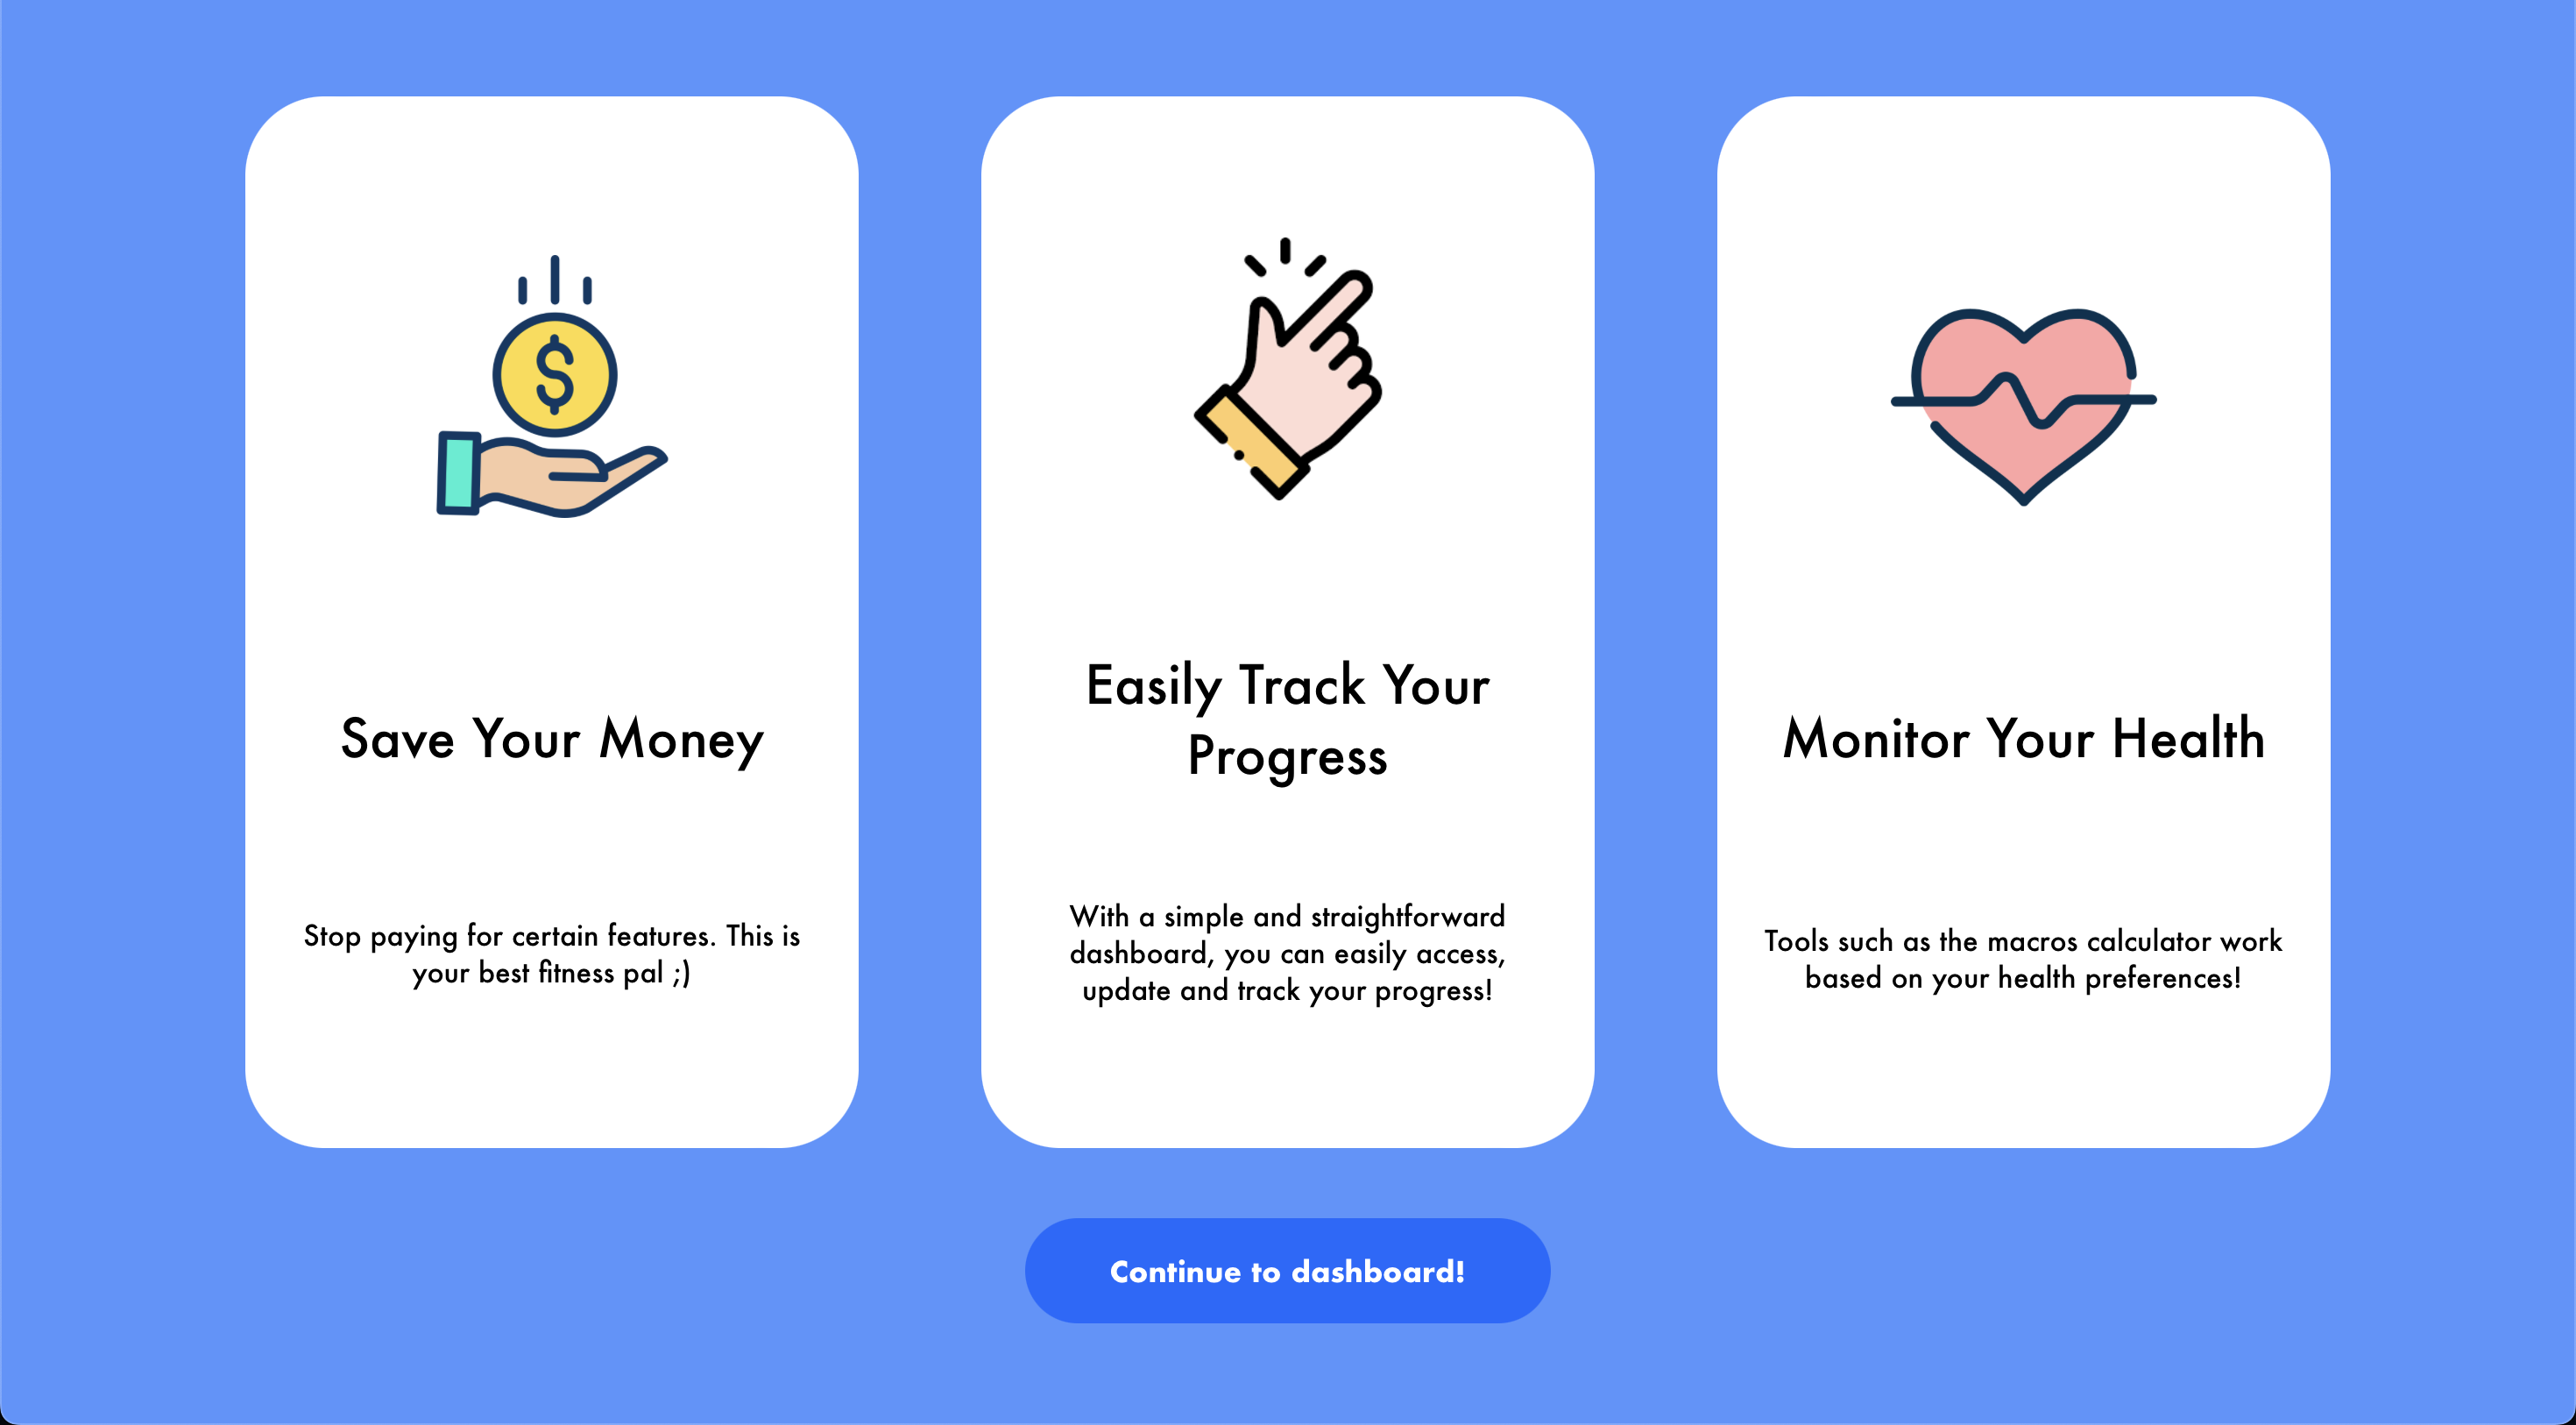 Save Your Money
Stop paying for certain features. This is
your best fitness pal ;)
Easily Track Your
Progress
With a simple and straightforward
dashboard, you can easily access,
update and track your progress!
Monitor Your Health
Tools such as the macros calculator work
based on your health preferences!
Continue to dashboard!